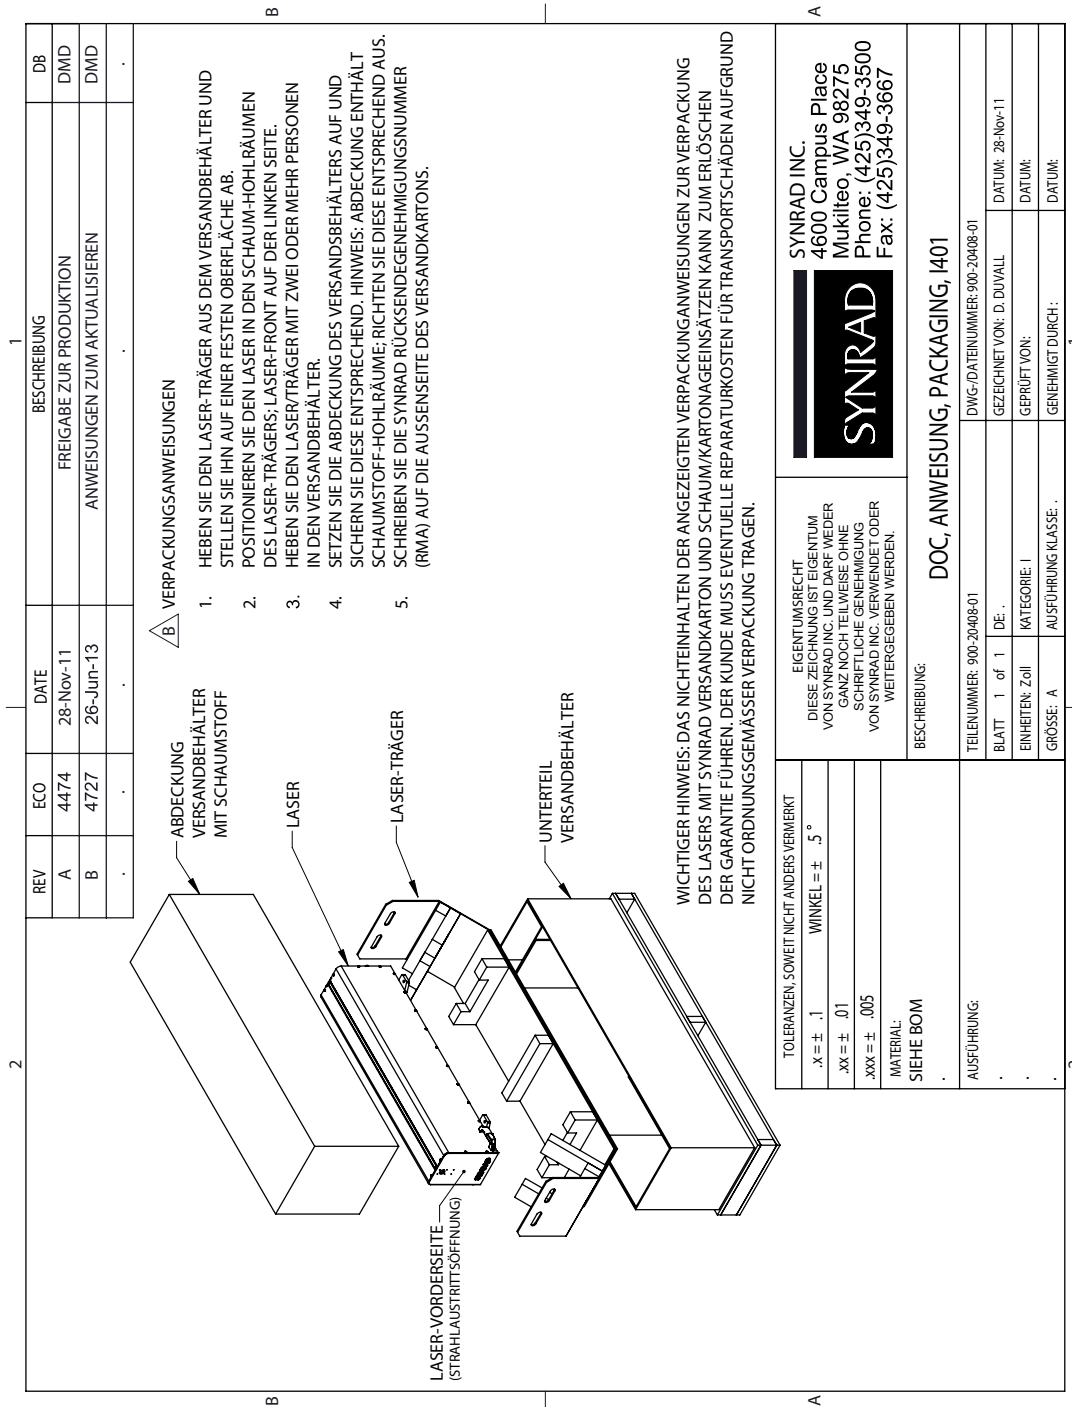 2
1
REV ECO DATE BESCHREIBUNG DB
A 4474 28-Nov-11 FREIGABE ZUR PRODUKTION DMD
B 4727 26-Jun-13 ANWEISUNGEN ZUM AKTUALISIEREN DMD
. . . . .
B
B
A
A
ABDECKUNG
VERSANDBEHÄLTER
MIT SCHAUMSTOFF
LASER
LASER-TRÄGER
UNTERTEIL
VERSANDBEHÄLTER
LASER-VORDERSEITE
(STRAHLAUSTRITTSÖFFNUNG)
B VERPACKUNGSANWEISUNGEN
1. HEBEN SIE DEN LASER-TRÄGER AUS DEM VERSANDBEHÄLTER UND
STELLEN SIE IHN AUF EINER FESTEN OBERFLÄCHE AB.
2. POSITIONIEREN SIE DEN LASER IN DEN SCHAUM-HOHLRÄUMEN
DES LASER-TRÄGERS; LASER-FRONT AUF DER LINKEN SEITE.
3. HEBEN SIE DEN LASER/TRÄGER MIT ZWEI ODER MEHR PERSONEN
IN DEN VERSANDBEHÄLTER.
4. SETZEN SIE DIE ABDECKUNG DES VERSANDSBEHÄLTERS AUF UND
SICHERN SIE DIESE ENTSPRECHEND. HINWEIS: ABDECKUNG ENTHÄLT
SCHAUMSTOFF-HOHLRÄUME; RICHTEN SIE DIESE ENTSPRECHEND AUS.
5. SCHREIBEN SIE DIE SYNRAD RÜCKSENDEGENEHMIGUNGSNUMMER
(RMA) AUF DIE AUSSENSEITE DES VERSANDKARTONS.
WICHTIGER HINWEIS: DAS NICHTEINHALTEN DER ANGEZEIGTEN VERPACKUNGANWEISUNGEN ZUR VERPACKUNG
DES LASERS MIT SYNRAD VERSANDKARTON UND SCHAUM/KARTONAGEEINSÄTZEN KANN ZUM ERLÖSCHEN
DER GARANTIE FÜHREN. DER KUNDE MUSS EVENTUELLE REPARATURKOSTEN FÜR TRANSPORTSCHÄDEN AUFGRUND
NICHT ORDNUNGSGEMÄSSER VERPACKUNG TRAGEN.
TOLERANZEN, SOWEIT NICHT ANDERS VERMERKT
.x = ± .1 WINKEL = ± .5 °
.xx = ± .01
.xxx = ± .005
MATERIAL:
SIEHE BOM
.
AUSFÜHRUNG:
.
.
.
EIGENTUMSRECHT
DIESE ZEICHNUNG IST EIGENTUM
VON SYNRAD INC. UND DARF WEDER
GANZ NOCH TEILWEISE OHNE
SCHRIFTLICHE GENEHMIGUNG
VON SYNRAD INC. VERWENDET ODER
WEITERGEGEBEN WERDEN.
SYNRAD
SYNRAD INC.
4600 Campus Place
Mukilteo, WA 98275
Phone: (425)349-3500
Fax: (425)349-3667
BESCHREIBUNG:
DOC, ANWEISUNG, PACKAGING, I401
TEILENUMMER: 900-20408-01 DWG-/DATEINUMMER: 900-20408-01
BLATT 1 of 1 DE: . GEZEICHNET VON: D. DUVALL DATUM: 28-Nov-11
EINHEITEN: Zoll KATEGORIE: I GEPRÜFT VON: DATUM:
GRÖSSE: A AUSFÜHRUNG KLASSE: . GENEHMIGT DURCH: DATUM:
2
1